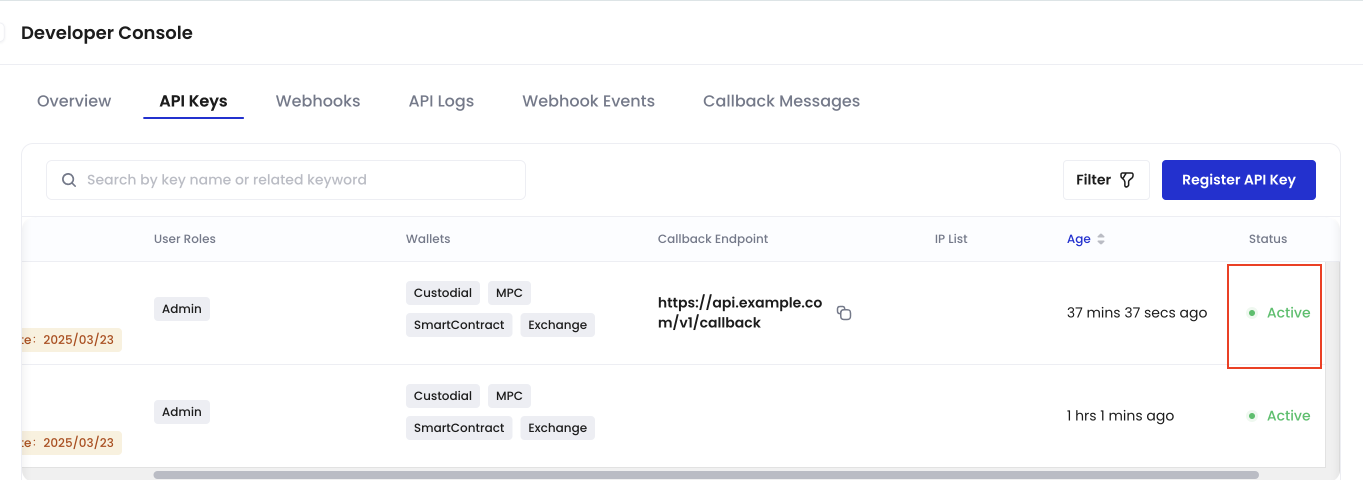 Developer Console
Overview API Keys Webhooks API Logs Webhook Events Callback Messages
Search by key name or related keyword Filter Register API Key
User Roles Wallets Callback Endpoint IP List Age Status
Custodial MPC
https://api.example.co
Admin
37 mins 37 secs ago Active
m/v1/callback
SmartContract Exchange
te: 2025/03/23
Custodial MPC
Admin
1 hrs 1 mins ago Active
SmartContract Exchange
te: 2025/03/23